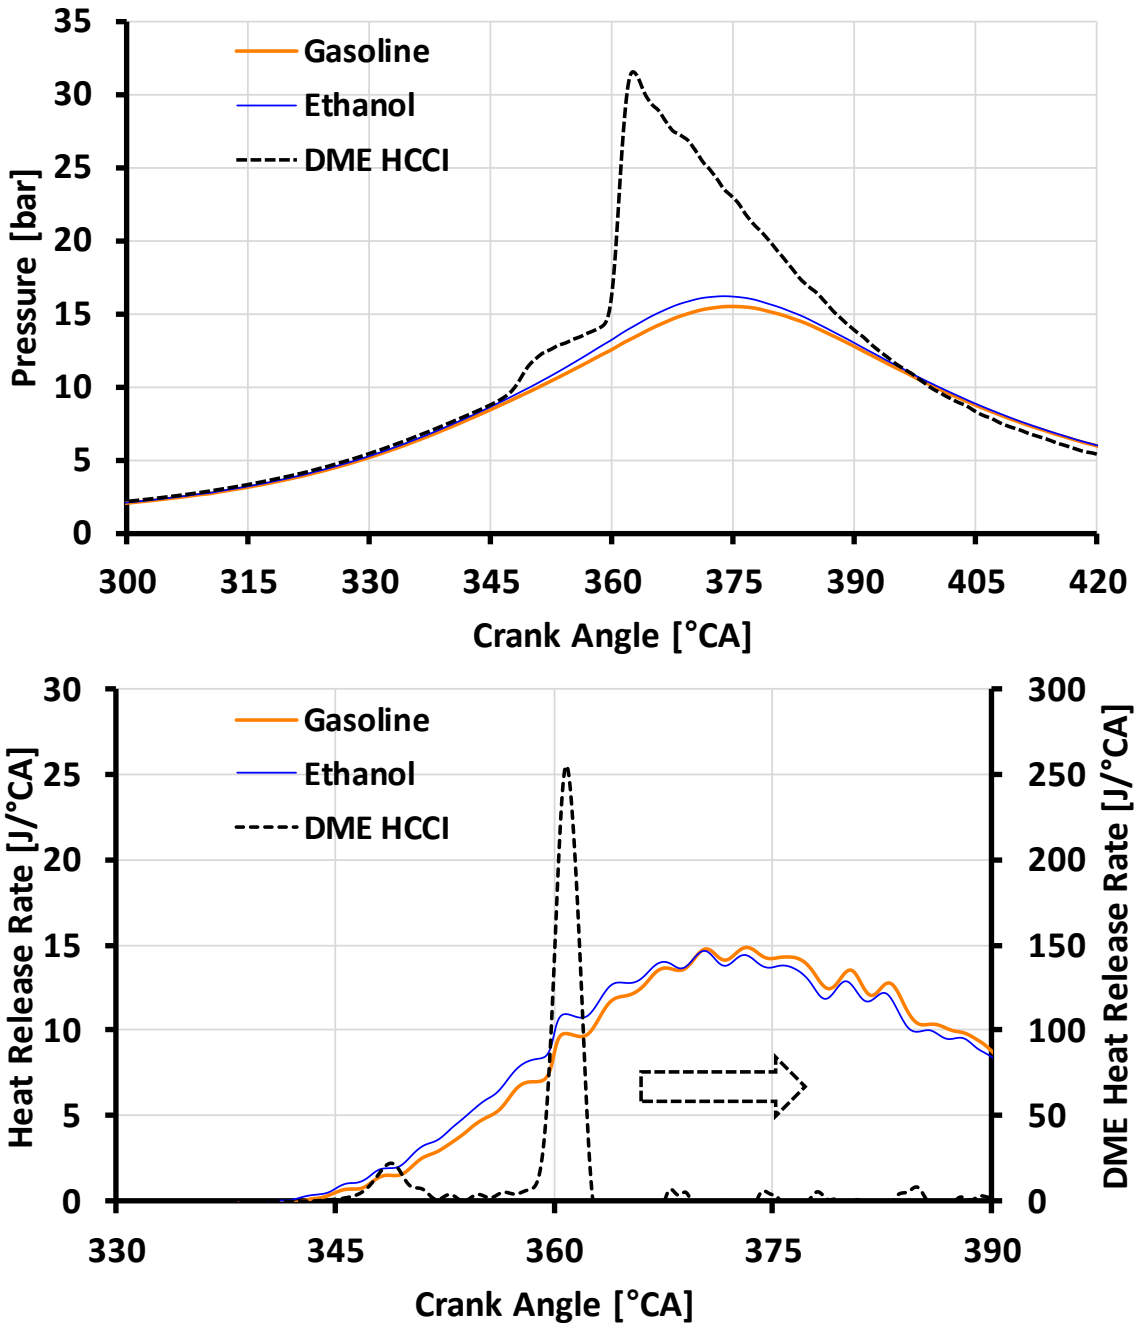 35
30
25
20
15
10
5
0
Pressure [bar]
Gasoline
Ethanol
DME HCCI
300 315 330 345 360 375 390 405 420
Crank Angle [°CA]
30
25
20
15
10
5
0
Heat Release Rate [J/°CA]
Gasoline
Ethanol
DME HCCI
300
250
200
150
100
50
0
DME Heat Release Rate [J/°CA]
330 345 360 375 390
Crank Angle [°CA]